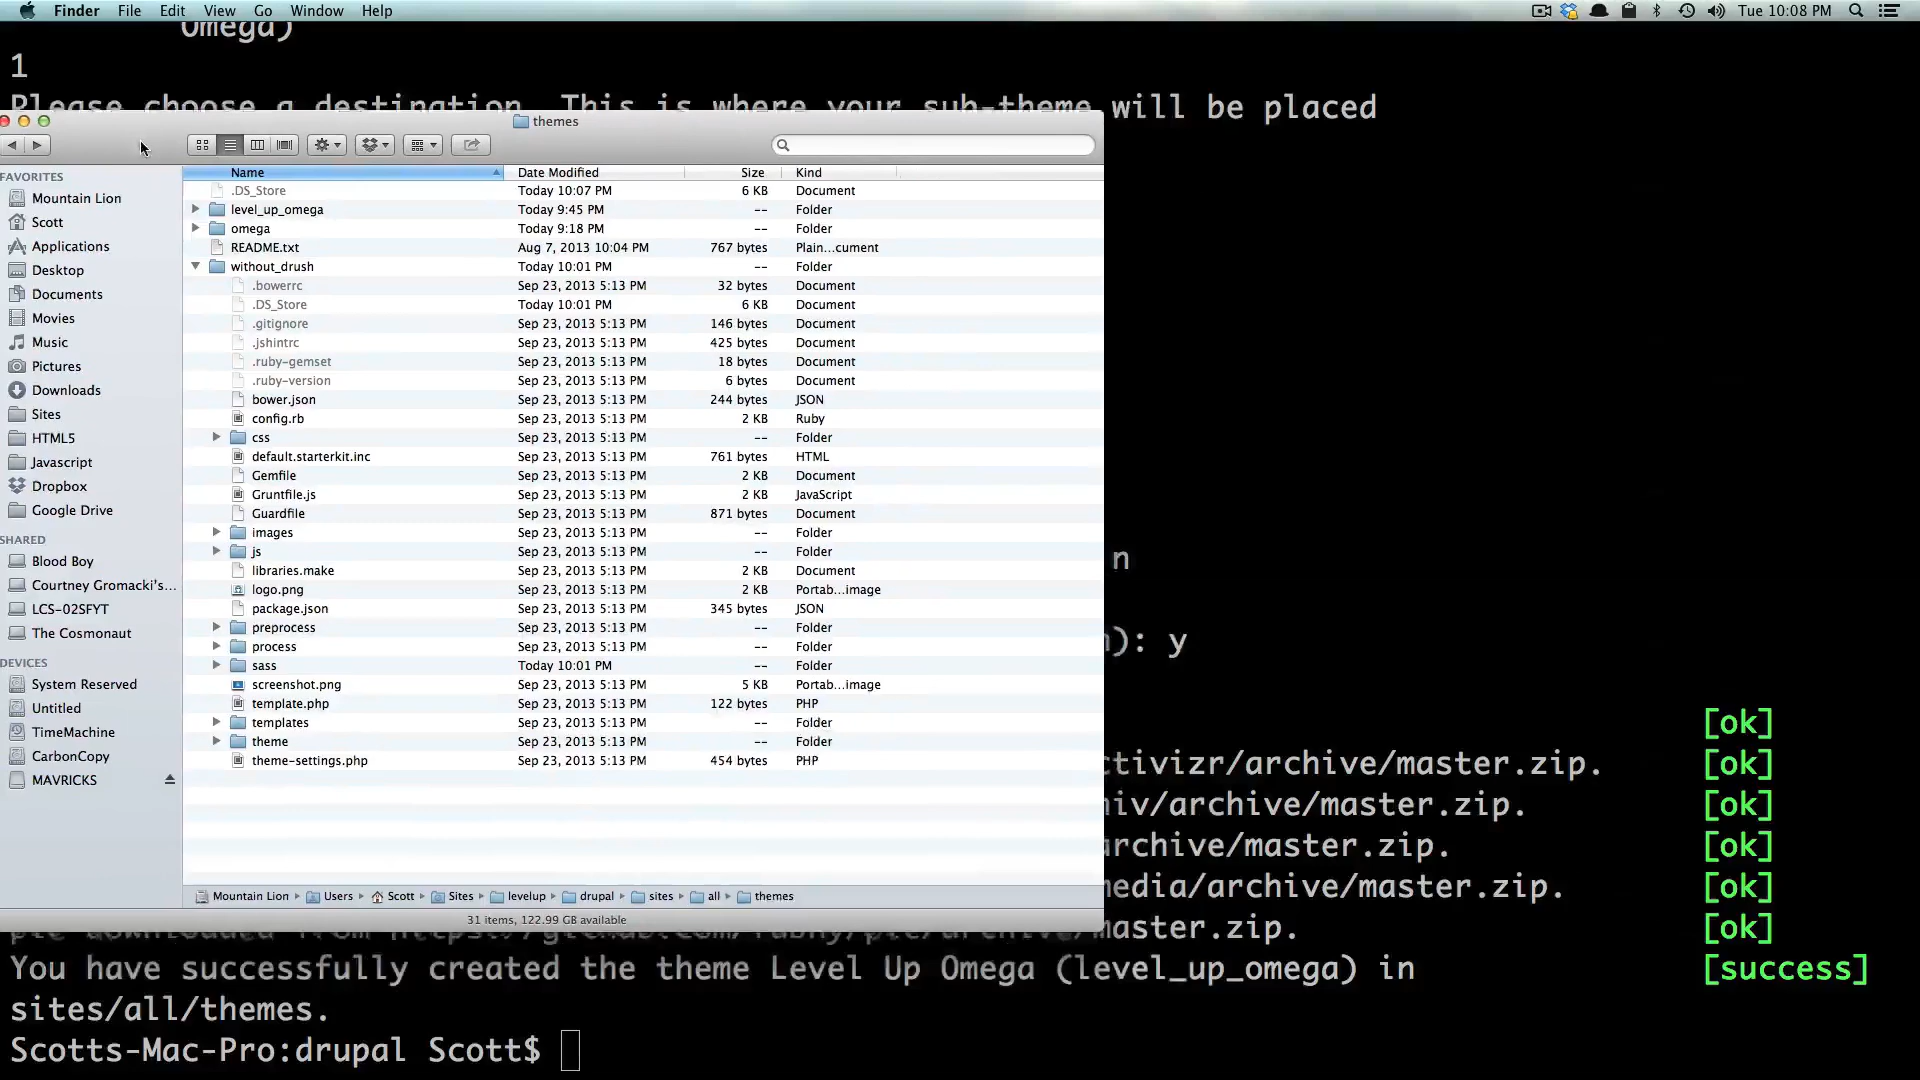 Finder File Edit View Go Window Help Tue 10:08 PM
Omega)
1
Please choose a destination. This is where your sub-theme will be placed
themes
FAVORITES
Mountain Lion
Scott
Applications
Desktop
Documents
Movies
Music
Pictures
Downloads
Sites
HTML5
Javascript
Dropbox
Google Drive
SHARED
Blood Boy
Courtney Gromacki's...
LCS-02SFYT
The Cosmonaut
DEVICES
System Reserved
Untitled
TimeMachine
CarbonCopy
MAVRICKS
Name Date Modified Size Kind
.DS_Store Today 10:07 PM 6 KB Document
level_up_omega Today 9:45 PM -- Folder
omega Today 9:18 PM -- Folder
README.txt Aug 7, 2013 10:04 PM 767 bytes Plain...cument
without_drush Today 10:01 PM -- Folder
.bowerrc Sep 23, 2013 5:13 PM 32 bytes Document
.DS_Store Today 10:01 PM 6 KB Document
.gitignore Sep 23, 2013 5:13 PM 146 bytes Document
.jshintrc Sep 23, 2013 5:13 PM 425 bytes Document
.ruby-gemset Sep 23, 2013 5:13 PM 18 bytes Document
.ruby-version Sep 23, 2013 5:13 PM 6 bytes Document
bower.json Sep 23, 2013 5:13 PM 244 bytes JSON
config.rb Sep 23, 2013 5:13 PM 2 KB Ruby
css Sep 23, 2013 5:13 PM -- Folder
default.starterkit.inc Sep 23, 2013 5:13 PM 761 bytes HTML
Gemfile Sep 23, 2013 5:13 PM 2 KB Document
Gruntfile.js Sep 23, 2013 5:13 PM 2 KB JavaScript
Guardfile Sep 23, 2013 5:13 PM 871 bytes Document
images Sep 23, 2013 5:13 PM -- Folder
js Sep 23, 2013 5:13 PM -- Folder
libraries.make Sep 23, 2013 5:13 PM 2 KB Document
logo.png Sep 23, 2013 5:13 PM 2 KB Portab...image
package.json Sep 23, 2013 5:13 PM 345 bytes JSON
preprocess Sep 23, 2013 5:13 PM -- Folder
process Sep 23, 2013 5:13 PM -- Folder
sass Today 10:01 PM -- Folder
screenshot.png Sep 23, 2013 5:13 PM 5 KB Portab...image
template.php Sep 23, 2013 5:13 PM 122 bytes PHP
templates Sep 23, 2013 5:13 PM -- Folder
theme Sep 23, 2013 5:13 PM -- Folder
theme-settings.php Sep 23, 2013 5:13 PM 454 bytes PHP
Mountain Lion Users Scott Sites levelup drupal sites all themes
31 items, 122.99 GB available
n
): y
[ok]
ctivizr/archive/master.zip. [ok]
iv/archive/master.zip. [ok]
archive/master.zip. [ok]
media/archive/master.zip. [ok]
master.zip. [ok]
You have successfully created the theme Level Up Omega (level_up_omega) in [success]
sites/all/themes.
Scotts-Mac-Pro:drupal Scott$